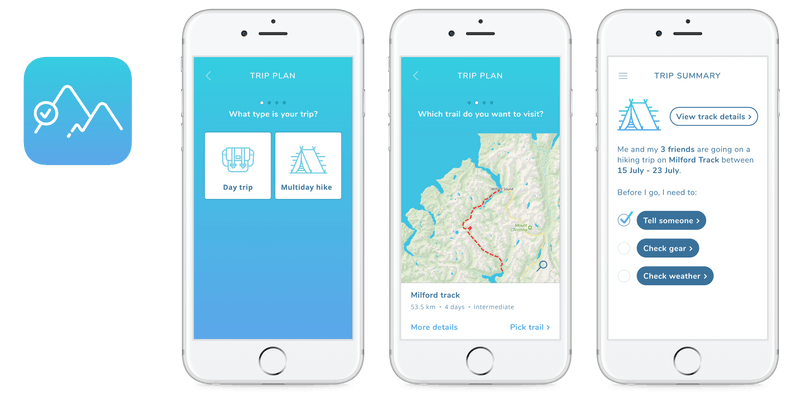 TRIP PLAN
What type is your trip?
Day trip
Multiday hike
TRIP PLAN
Which trail do you want to visit?
Milford track
53.5 km • 4 days • intermediate
More details
Pick trail >
TRIP SUMMARY
View track details >
Me and my 3 friends are going on a
hiking trip on Milford Track between
15 July - 23 July.
Before I go, I need to:
Tell someone >
Check gear >
Check weather >